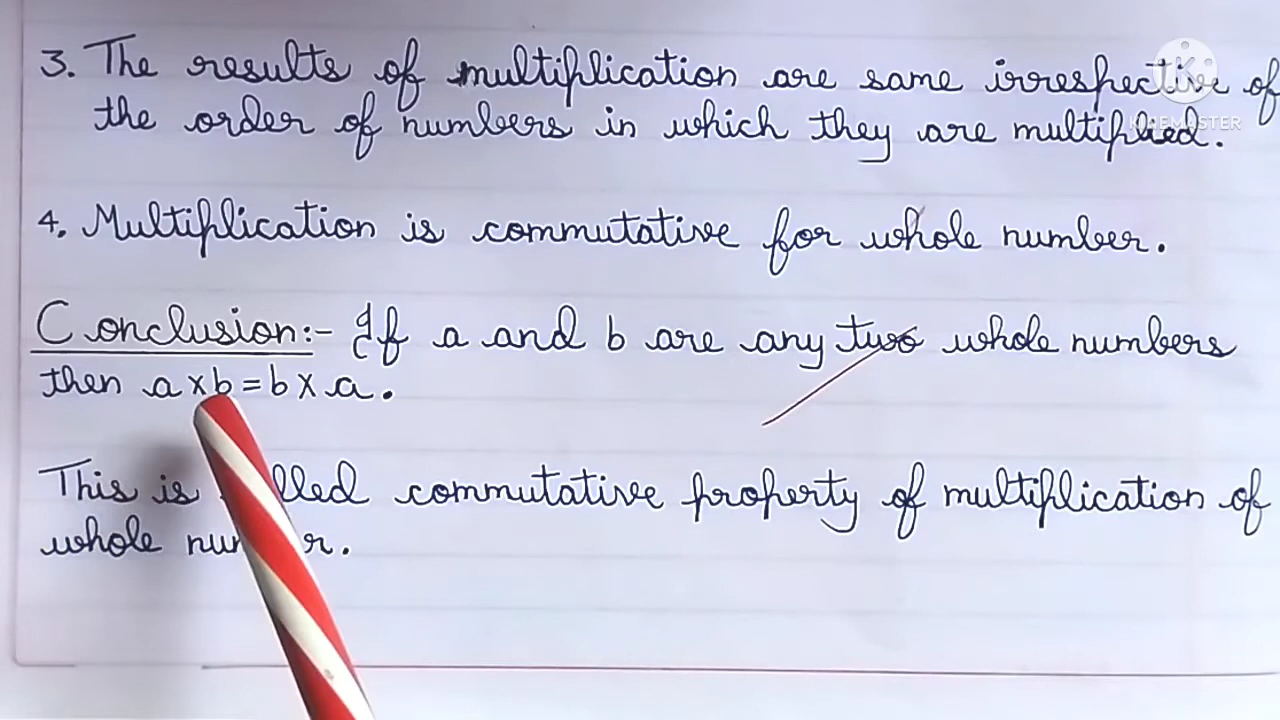 3. The results of multiplication are same irrespective of
the order of numbers in which they are multiplied.
4. Multiplication is commutative for whole number.
Conclusion:- If a and b are any two whole numbers
then a x b = b x a.
This is commutative property of multiplication of
whole
KINEMASTER